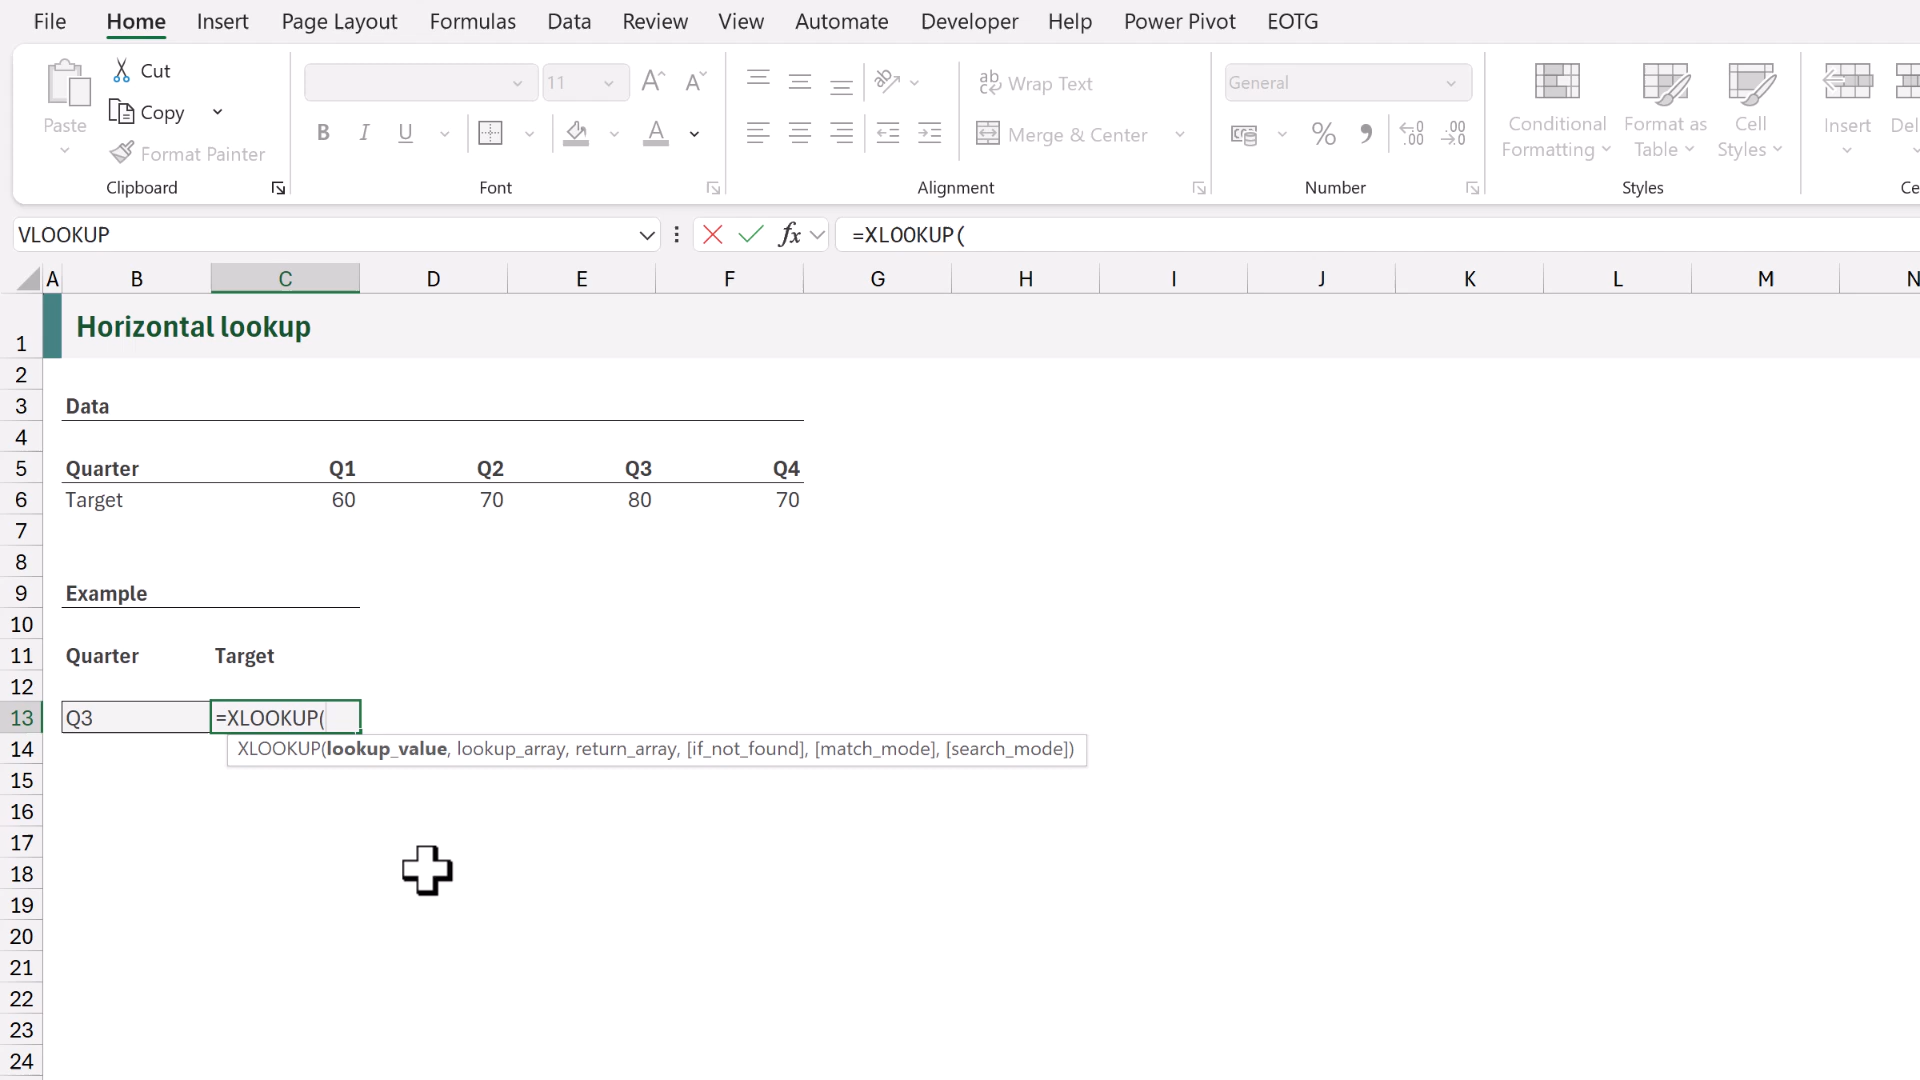 File Home Insert Page Layout Formulas Data Review View Automate Developer Help Power Pivot EOTG
Paste
Cut
Copy
Format Painter
Clipboard
11
B I U
Font
Wrap Text
Merge & Center
Alignment
General
% 9 .00
Number
Conditional Formatting
Format as Table
Cell Styles
Styles
Insert
VLOOKUP fx =XLOOKUP(
A B C D E F G H I J K L M N
1 Horizontal lookup
2
3 Data
4
5 Quarter Q1 Q2 Q3 Q4
6 Target 60 70 80 70
7
8
9 Example
10
11 Quarter Target
12
13 Q3 =XLOOKUP(
14 XLOOKUP(lookup_value, lookup_array, return_array, [if_not_found], [match_mode], [search_mode])
15
16
17
18
19
20
21
22
23
24